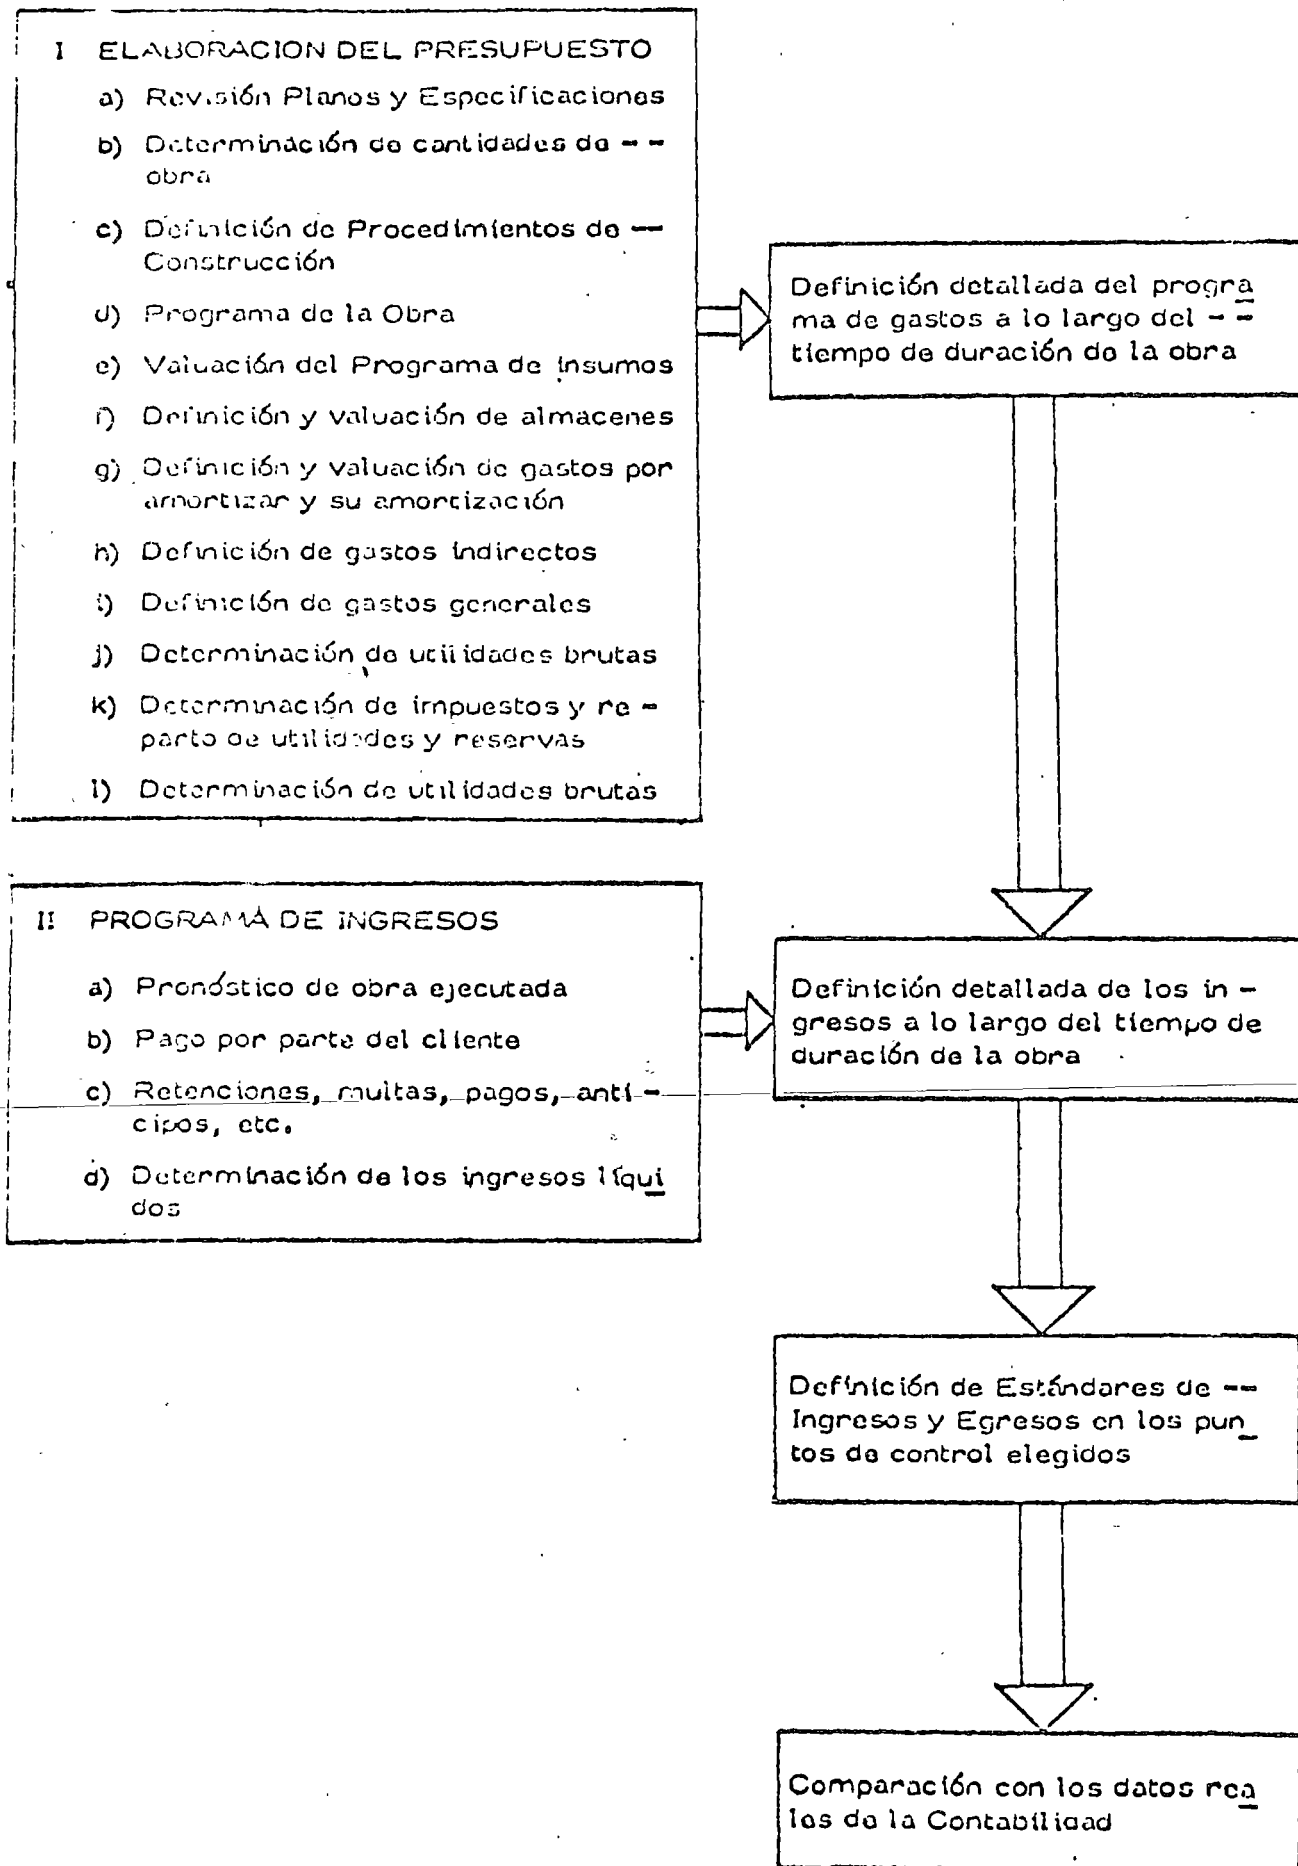 I ELABORACION DEL PRESUPUESTO
a) Revisión Planos y Especificaciones
b) Determinación de cantidades de - -
obra
c) Definición de Procedimientos de --
Construcción
d) Programa de la Obra
e) Valuación del Programa de insumos
f) Definición y valuación de almacenes
g) Definición y valuación de gastos por
amortizar y su amortización
h) Definición de gastos indirectos
i) Definición de gastos generales
j) Determinación de utilidades brutas
k) Determinación de impuestos y re -
parto de utilidades y reservas
l) Determinación de utilidades brutas
Definición detallada del progra
ma de gastos a lo largo del - -
tiempo de duración de la obra
II PROGRAMA DE INGRESOS
a) Pronóstico de obra ejecutada
b) Pago por parte del cliente
c) Retenciones, multas, pagos, anti -
cipos, etc.
d) Determinación de los ingresos líqui
dos
Definición detallada de los in -
gresos a lo largo del tiempo de
duración de la obra
Definición de Estándares de --
Ingresos y Egresos en los pun
tos de control elegidos
Comparación con los datos rea
les de la Contabilidad